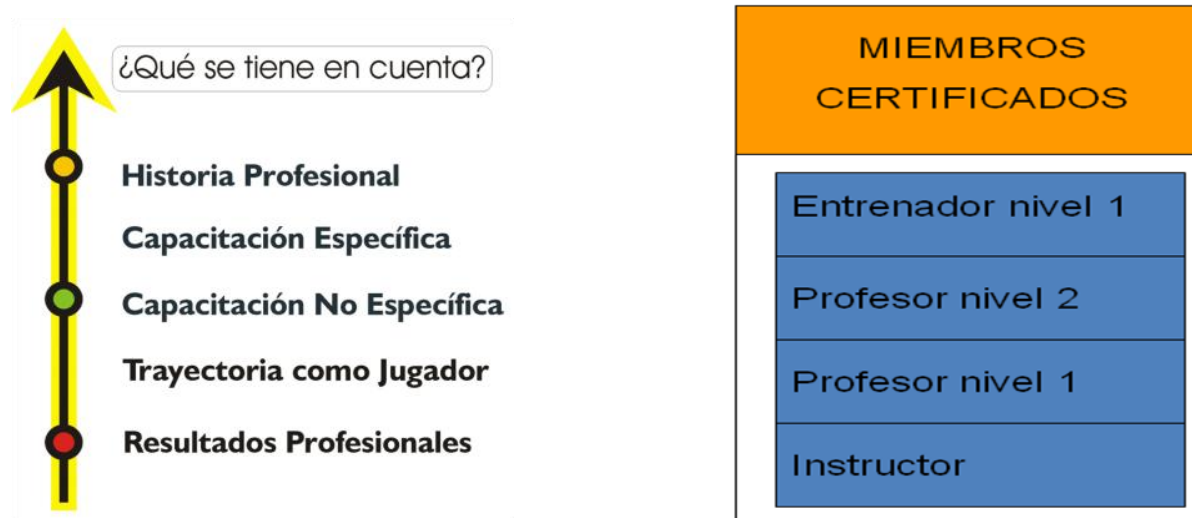 ¿Qué se tiene en cuenta?
Historia Profesional
Capacitación Específica
Capacitación No Específica
Trayectoria como Jugador
Resultados Profesionales
MIEMBROS
CERTIFICADOS
Entrenador nivel 1
Profesor nivel 2
Profesor nivel 1
Instructor